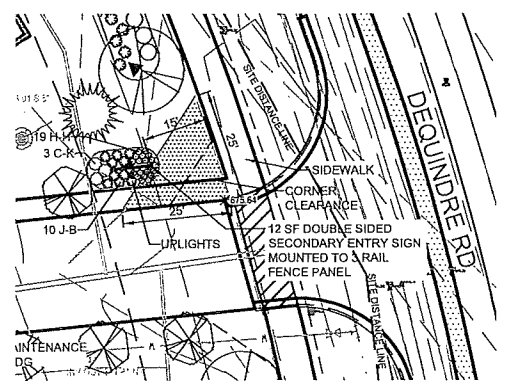 SITE DISTANCE LINE
DEQUINDRE RD
15'
25'
19 H-H
3 C-K
SIDEWALK
CORNER
CLEARANCE
675.64
25'
10 J-B
UPLIGHTS
12 SF DOUBLE SIDED
SECONDARY ENTRY SIGN
MOUNTED TO 3 RAIL
FENCE PANEL
SITE DISTANCE LINE
AINTENANCE
DG